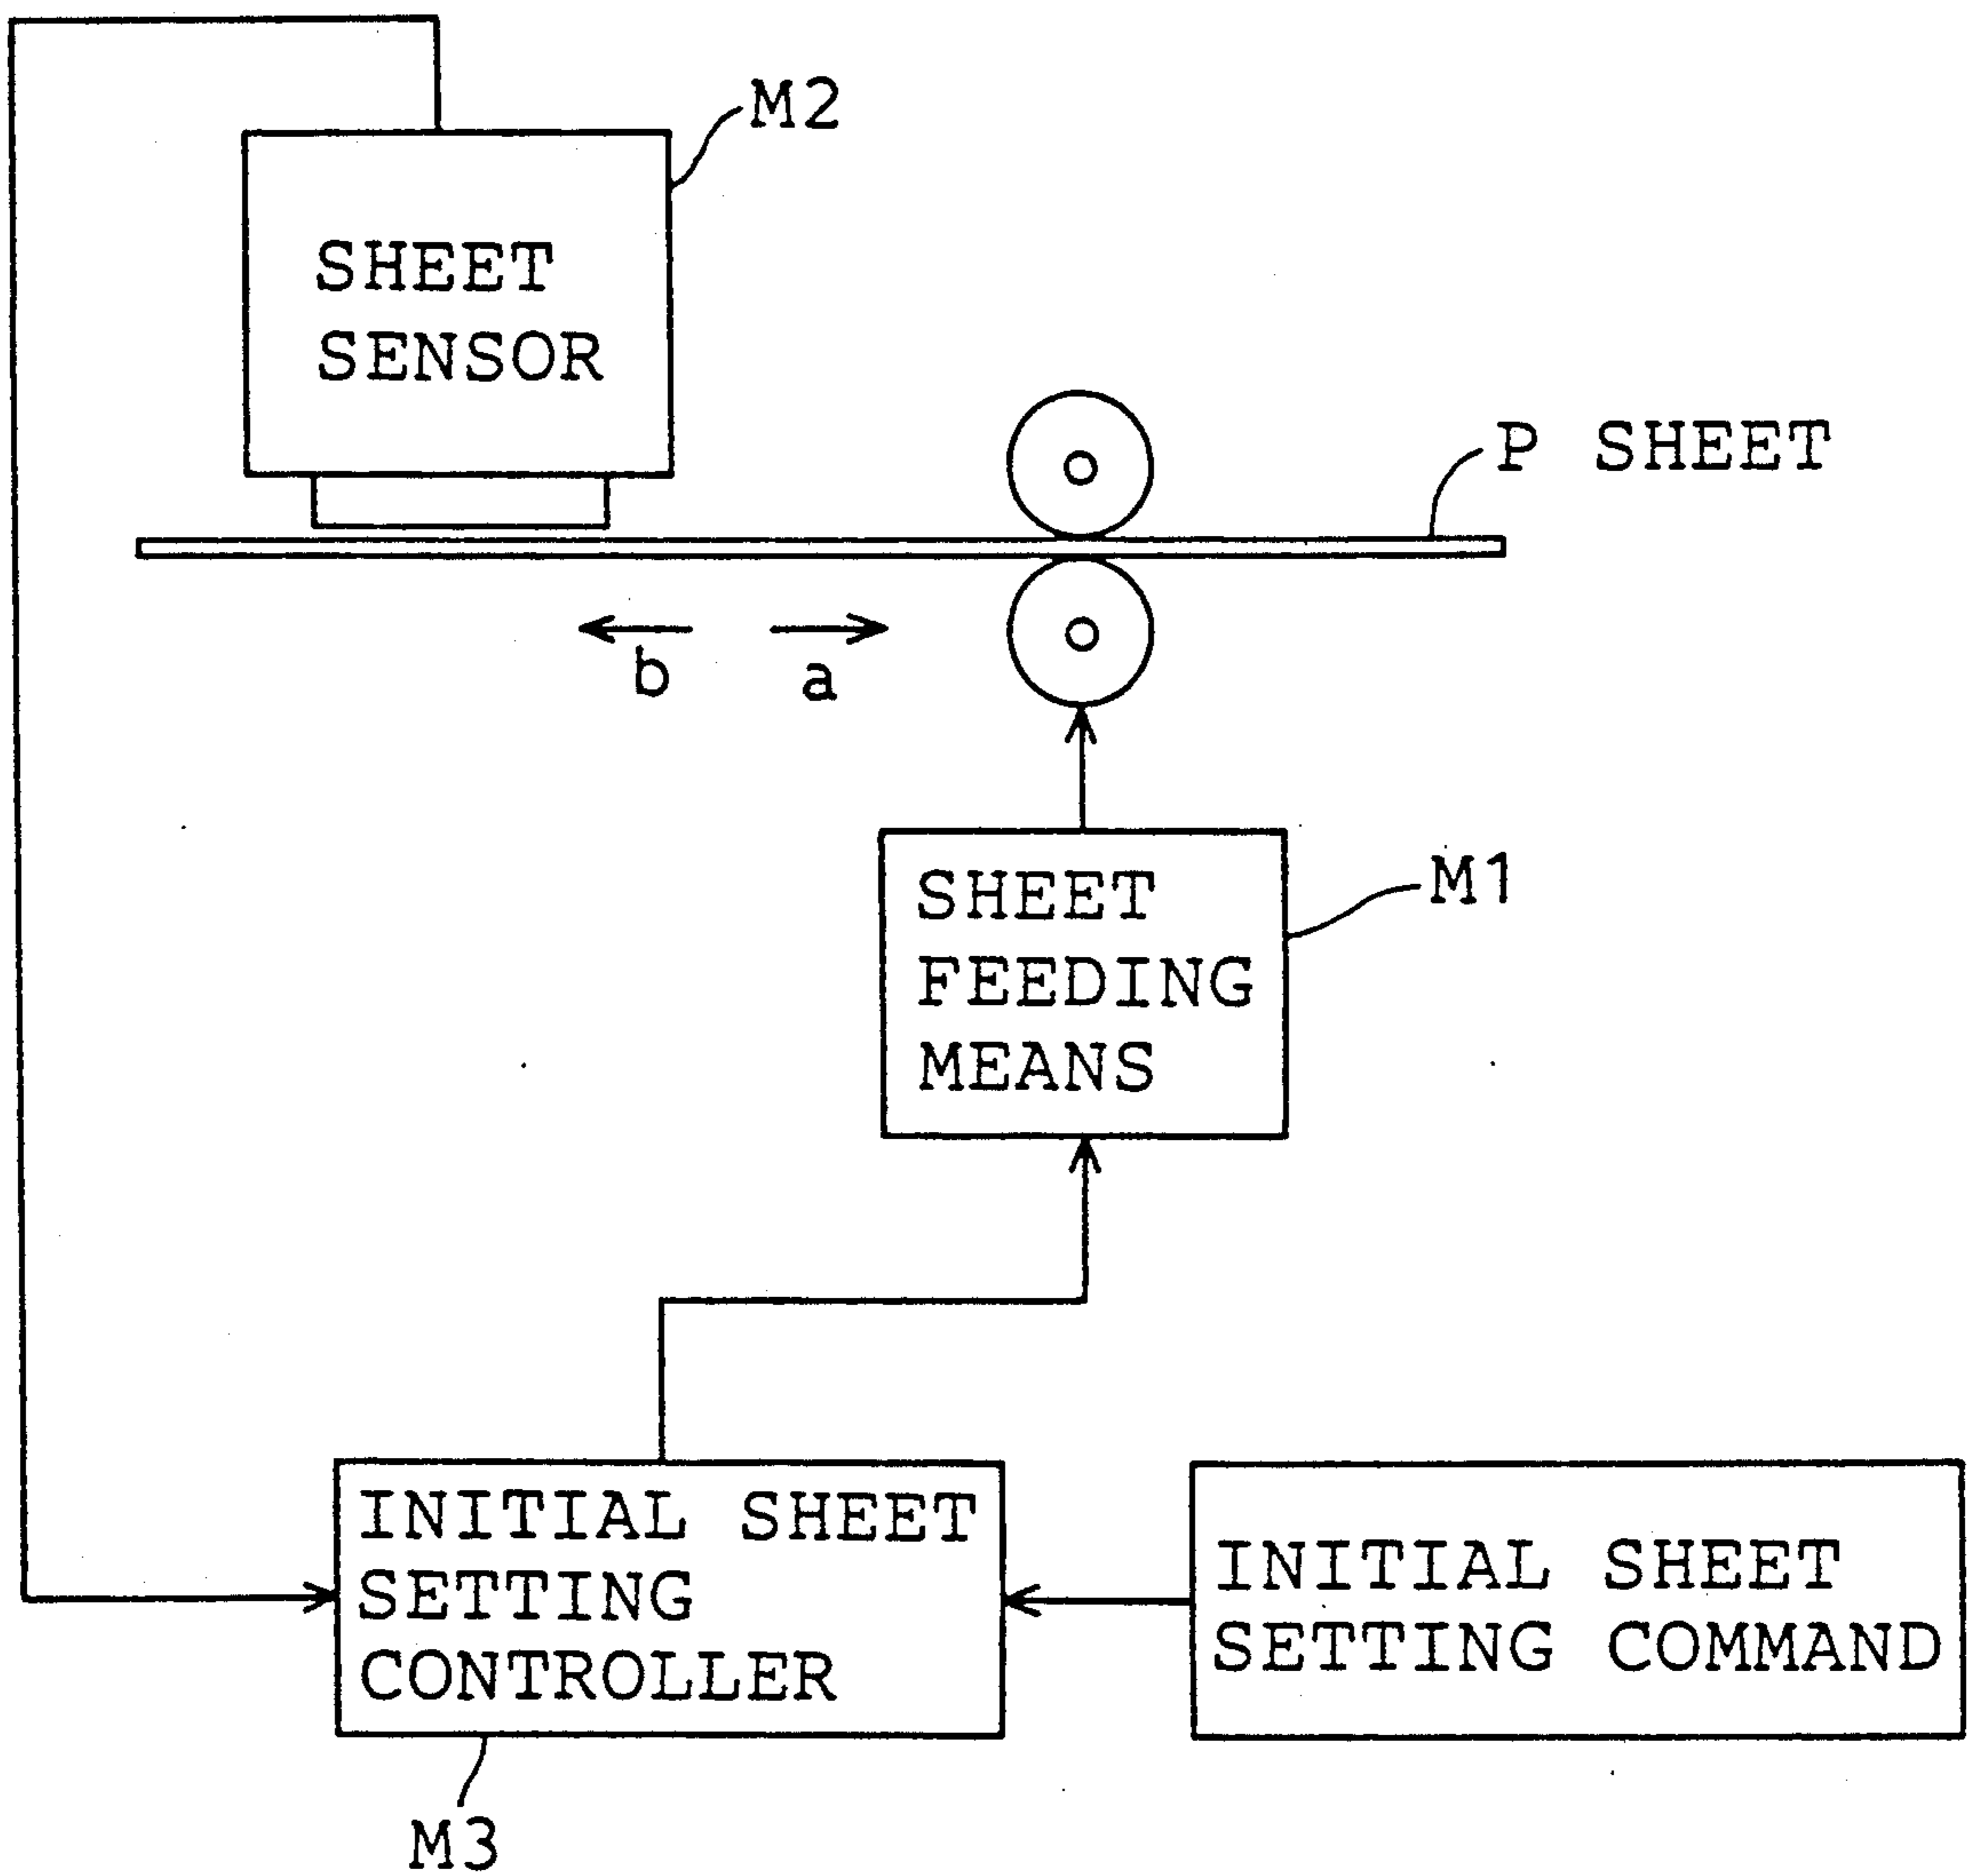 M2
SHEET
SENSOR
P SHEET
b
a
SHEET
FEEDING
MEANS
M1
INITIAL SHEET
SETTING
CONTROLLER
INITIAL SHEET
SETTING COMMAND
M3